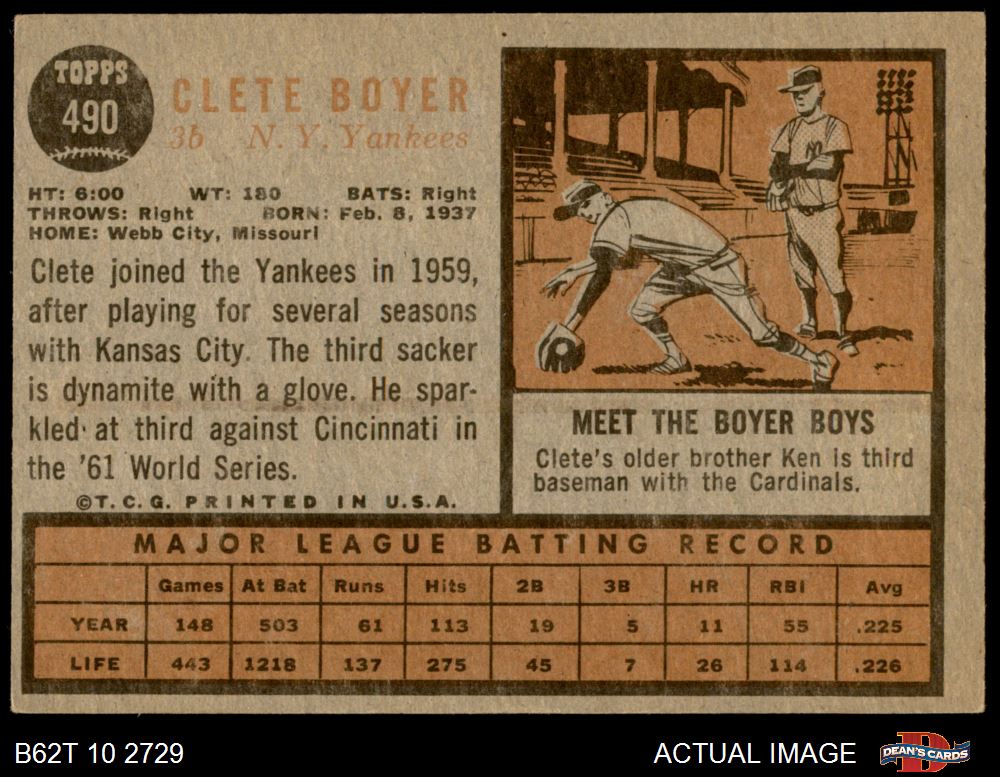 TOPPS
490
CLETE BOYER
3b N. Y. Yankees
HT: 6:00 WT: 180 BATS: Right
THROWS: Right BORN: Feb. 8, 1937
HOME: Webb City, Missouri
Clete joined the Yankees in 1959,
after playing for several seasons
with Kansas City. The third sacker
is dynamite with a glove. He spar-
kled at third against Cincinnati in
the '61 World Series.
©T.C.G. PRINTED IN U.S.A.
NY
MEET THE BOYER BOYS
Clete's older brother Ken is third
baseman with the Cardinals.
MAJOR LEAGUE BATTING RECORD
Games At Bat Runs Hits 2B 3B HR RBI Avg
YEAR 148 503 61 113 19 5 11 55 .225
LIFE 443 1218 137 275 45 7 26 114 .226
B62T 10 2729
ACTUAL IMAGE
DEAN'S CARDS